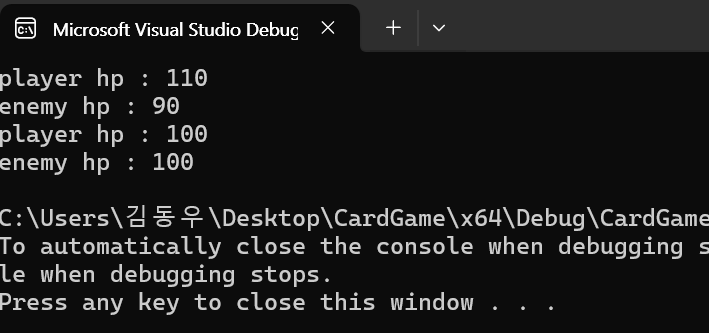 Microsoft Visual Studio Debug
player hp : 110
enemy hp : 90
player hp : 100
enemy hp : 100
C:\Users\김동우\Desktop\CardGame\x64\Debug\CardGame
To automatically close the console when debugging s
le when debugging stops.
Press any key to close this window . . .